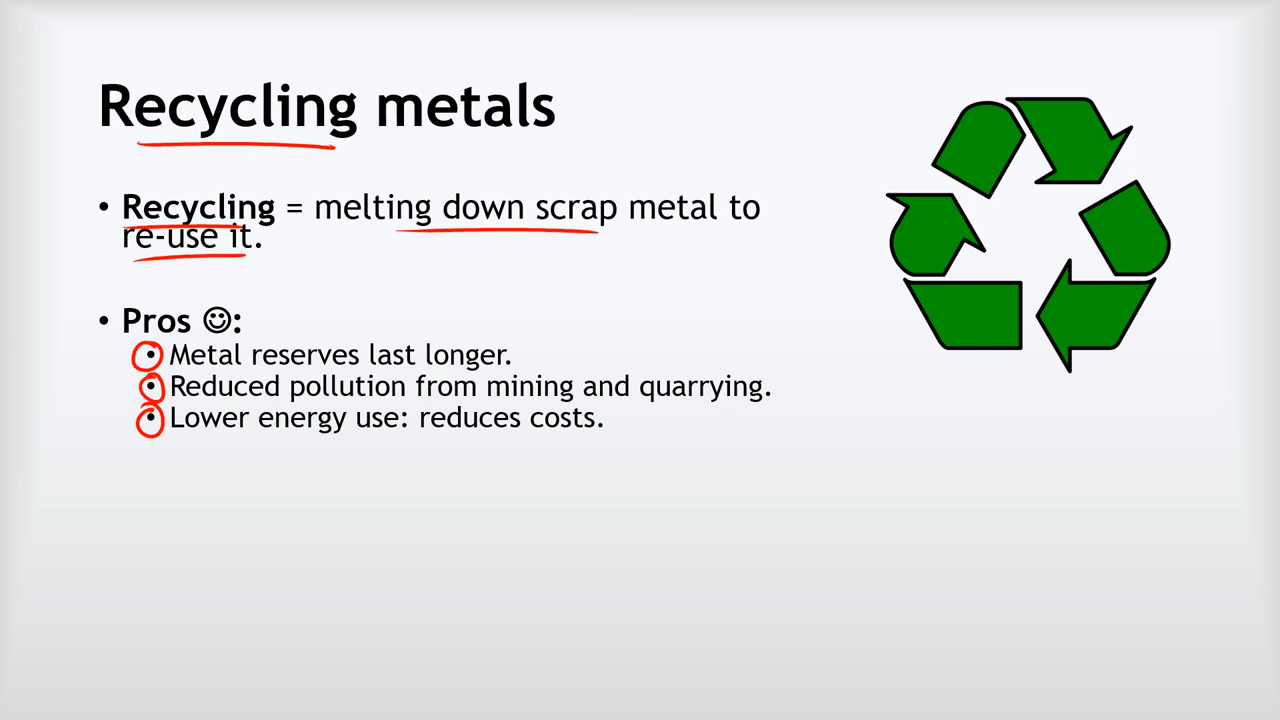 Recycling metals
• Recycling = melting down scrap metal to
re-use it.
• Pros ☺:
• Metal reserves last longer.
• Reduced pollution from mining and quarrying.
• Lower energy use: reduces costs.